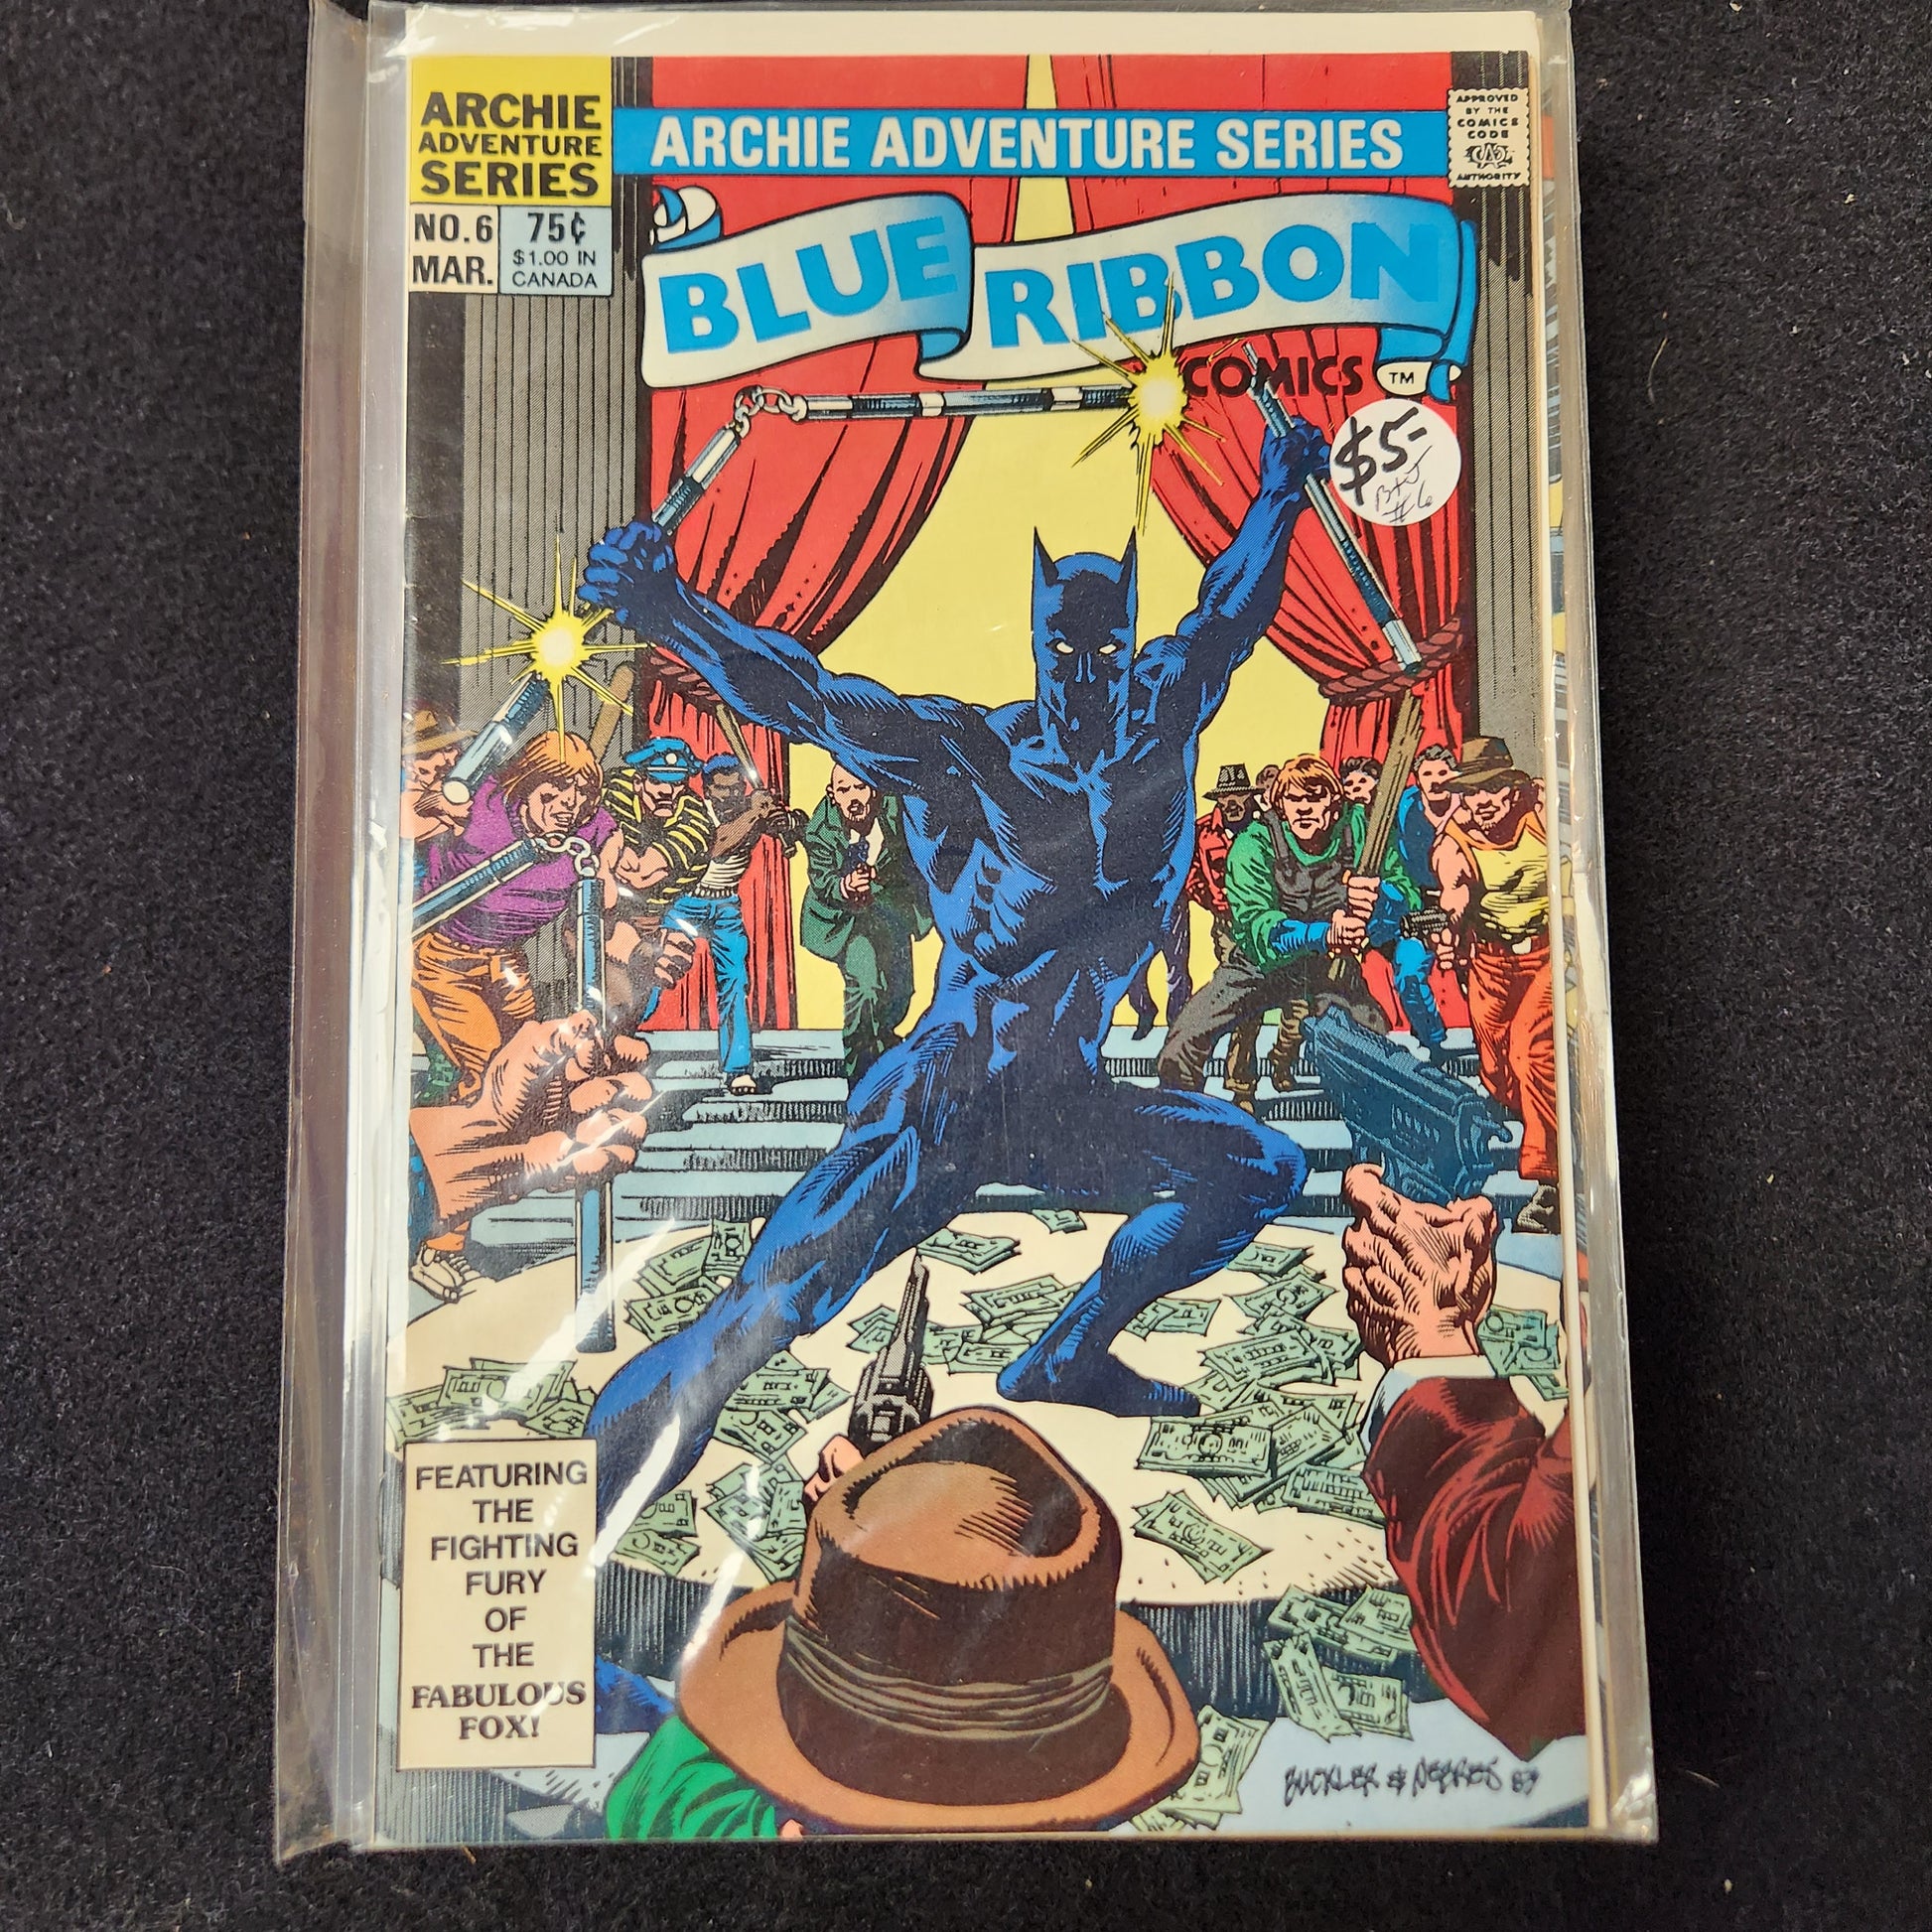 ARCHIE
ADVENTURE
SERIES
NO.6
MAR.
75¢
$1.00 IN
CANADA
ARCHIE ADVENTURE SERIES
APPROVED
BY THE
COMICS
CODE
AUTHORITY
BLUE RIBBON
COMICS TM
$5-
#6
FEATURING
THE
FIGHTING
FURY
OF
THE
FABULOUS
FOX!
BUCKLER & NEBRES 83